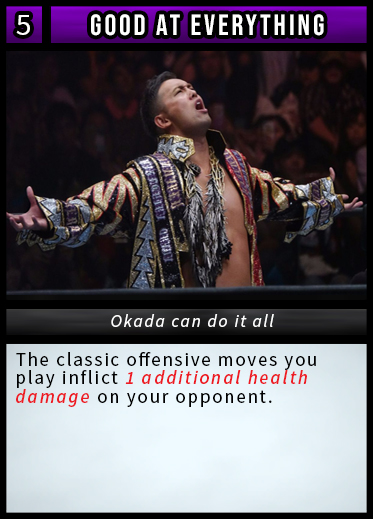 5 GOOD AT EVERYTHING
Okada can do it all
The classic offensive moves you
play inflict 1 additional health
damage on your opponent.